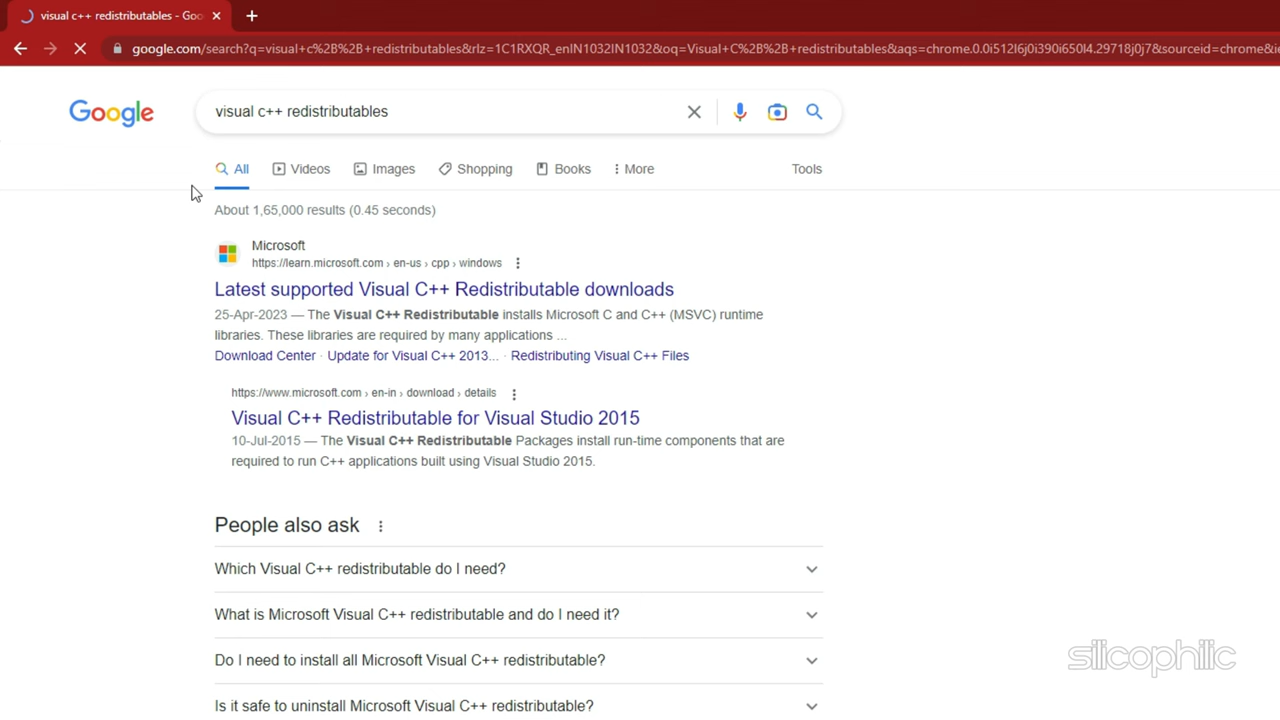 visual c++ redistributables - Goo
google.com/search?q=visual+c%2B%2B+redistributables&rlz=1C1RXQR_enIN1032IN1032&oq=Visual+C%2B%2B+redistributables&aqs=chrome.0.0i512l6j0i390i650l4.29718j0j7&sourceid=chrome&ie
Google
visual c++ redistributables
All Videos Images Shopping Books More Tools
About 1,65,000 results (0.45 seconds)
Microsoft
https://learn.microsoft.com › en-us › cpp › windows
Latest supported Visual C++ Redistributable downloads
25-Apr-2023 — The Visual C++ Redistributable installs Microsoft C and C++ (MSVC) runtime
libraries. These libraries are required by many applications ...
Download Center · Update for Visual C++ 2013... · Redistributing Visual C++ Files
https://www.microsoft.com › en-in › download › details
Visual C++ Redistributable for Visual Studio 2015
10-Jul-2015 — The Visual C++ Redistributable Packages install run-time components that are
required to run C++ applications built using Visual Studio 2015.
People also ask
Which Visual C++ redistributable do I need?
What is Microsoft Visual C++ redistributable and do I need it?
Do I need to install all Microsoft Visual C++ redistributable?
Is it safe to uninstall Microsoft Visual C++ redistributable?
silicophilic